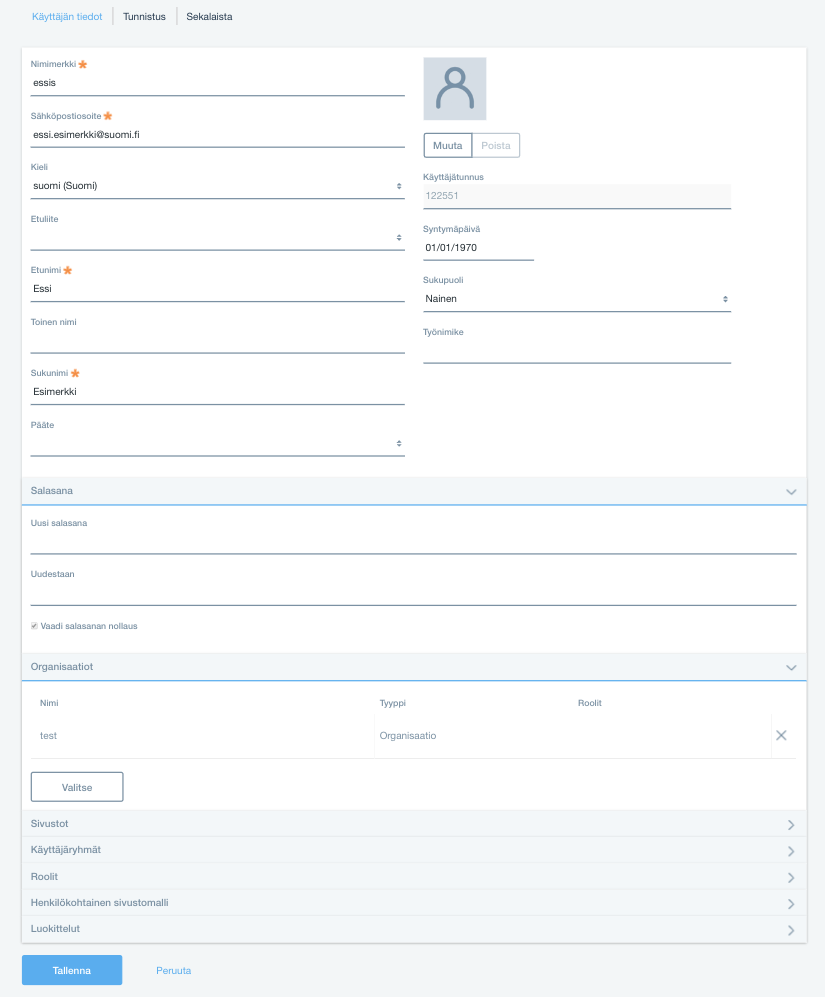 Käyttäjän tiedot
Tunnistus
Sekalaista
Nimimerkki
essis
Sähköpostiosoite
essi.esimerkki@suomi.fi
Kieli
suomi (Suomi)
Etuliite
Etunimi
Essi
Toinen nimi
Sukunimi
Esimerkki
Pääte
Muuta
Poista
Käyttäjätunnus
122551
Syntymäpäivä
01/01/1970
Sukupuoli
Nainen
Työnimike
Salasana
Uusi salasana
Uudestaan
Vaadi salasanan nollaus
Organisaatiot
Nimi Tyyppi Roolit
test Organisaatio
Valitse
Sivustot
Käyttäjäryhmät
Roolit
Henkilökohtainen sivustomalli
Luokittelut
Tallenna
Peruuta